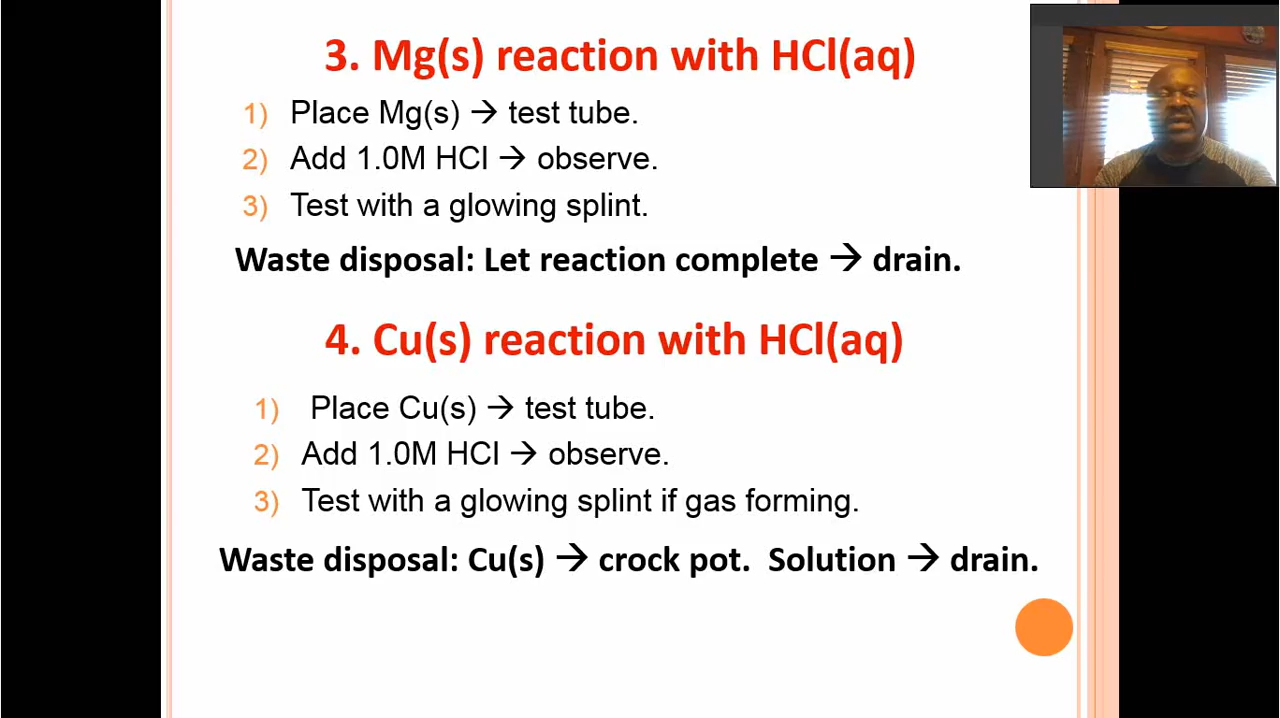 3. Mg(s) reaction with HCl(aq)
1) Place Mg(s) → test tube.
2) Add 1.0M HCl → observe.
3) Test with a glowing splint.
Waste disposal: Let reaction complete → drain.
4. Cu(s) reaction with HCl(aq)
1) Place Cu(s) → test tube.
2) Add 1.0M HCl → observe.
3) Test with a glowing splint if gas forming.
Waste disposal: Cu(s) → crock pot. Solution → drain.